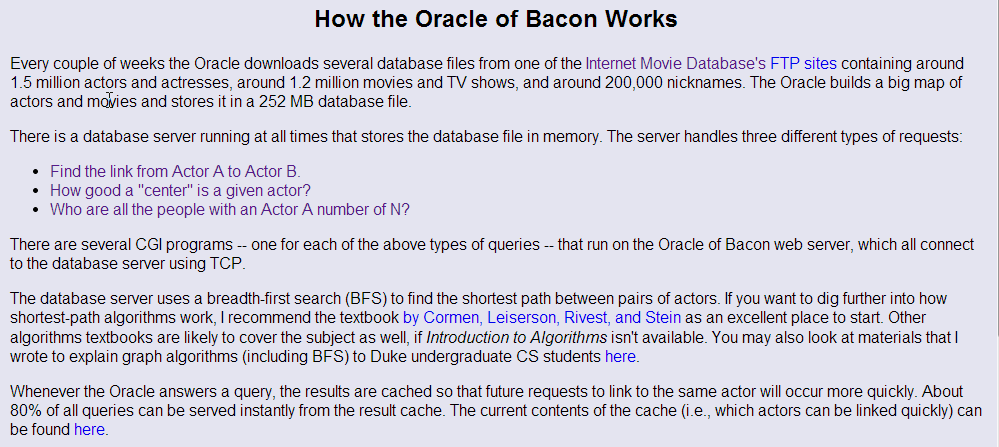 How the Oracle of Bacon Works
Every couple of weeks the Oracle downloads several database files from one of the Internet Movie Database's FTP sites containing around
1.5 million actors and actresses, around 1.2 million movies and TV shows, and around 200,000 nicknames. The Oracle builds a big map of
actors and movies and stores it in a 252 MB database file.
There is a database server running at all times that stores the database file in memory. The server handles three different types of requests:
• Find the link from Actor A to Actor B.
• How good a "center" is a given actor?
• Who are all the people with an Actor A number of N?
There are several CGI programs -- one for each of the above types of queries -- that run on the Oracle of Bacon web server, which all connect
to the database server using TCP.
The database server uses a breadth-first search (BFS) to find the shortest path between pairs of actors. If you want to dig further into how
shortest-path algorithms work, I recommend the textbook by Cormen, Leiserson, Rivest, and Stein as an excellent place to start. Other
algorithms textbooks are likely to cover the subject as well, if Introduction to Algorithms isn't available. You may also look at materials that I
wrote to explain graph algorithms (including BFS) to Duke undergraduate CS students here.
Whenever the Oracle answers a query, the results are cached so that future requests to link to the same actor will occur more quickly. About
80% of all queries can be served instantly from the result cache. The current contents of the cache (i.e., which actors can be linked quickly) can
be found here.